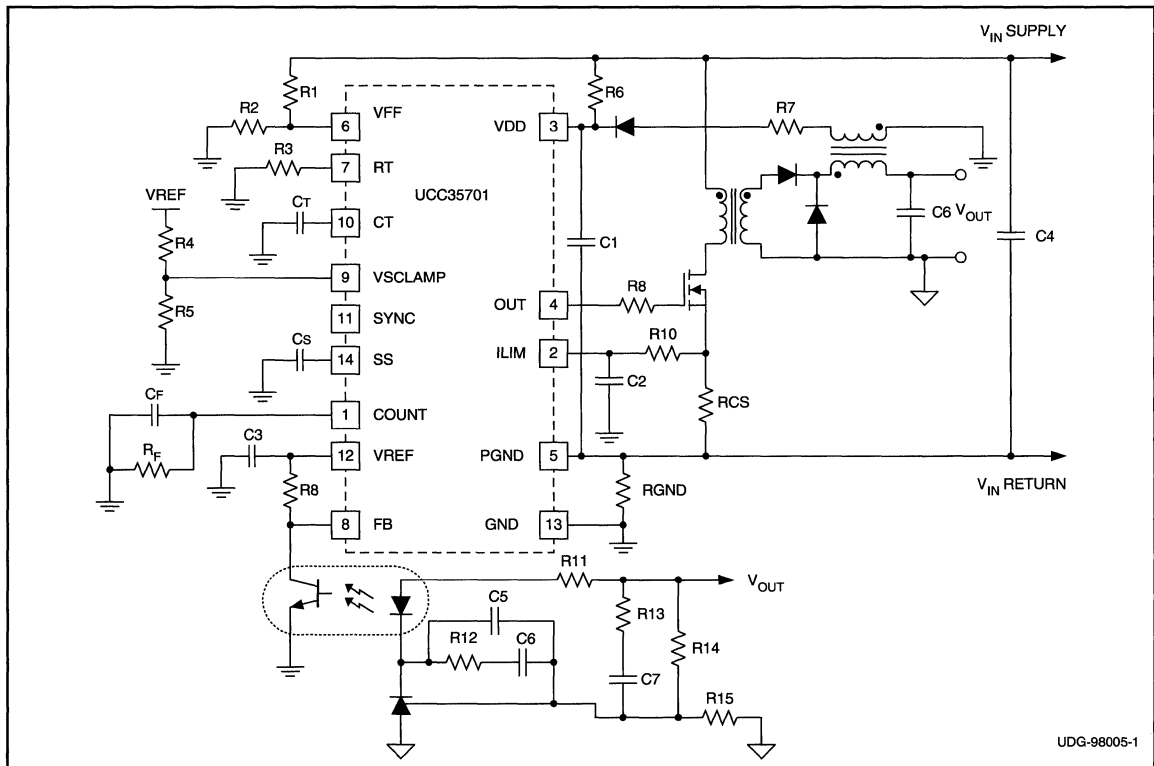 V_IN SUPPLY
R1
R6
R2
VFF
6
VDD
3
R7
R3
7
RT
UCC35701
VREF
CT
10
CT
R4
C1
C6
V_OUT
C4
9
VSCLAMP
R5
11
SYNC
OUT
4
R8
CS
14
SS
ILIM
2
R10
C2
RCS
CF
1
COUNT
R_F
C3
12
VREF
PGND
5
V_IN RETURN
R8
RGND
8
FB
GND
13
R11
V_OUT
C5
R13
R12
C6
R14
C7
R15
UDG-98005-1